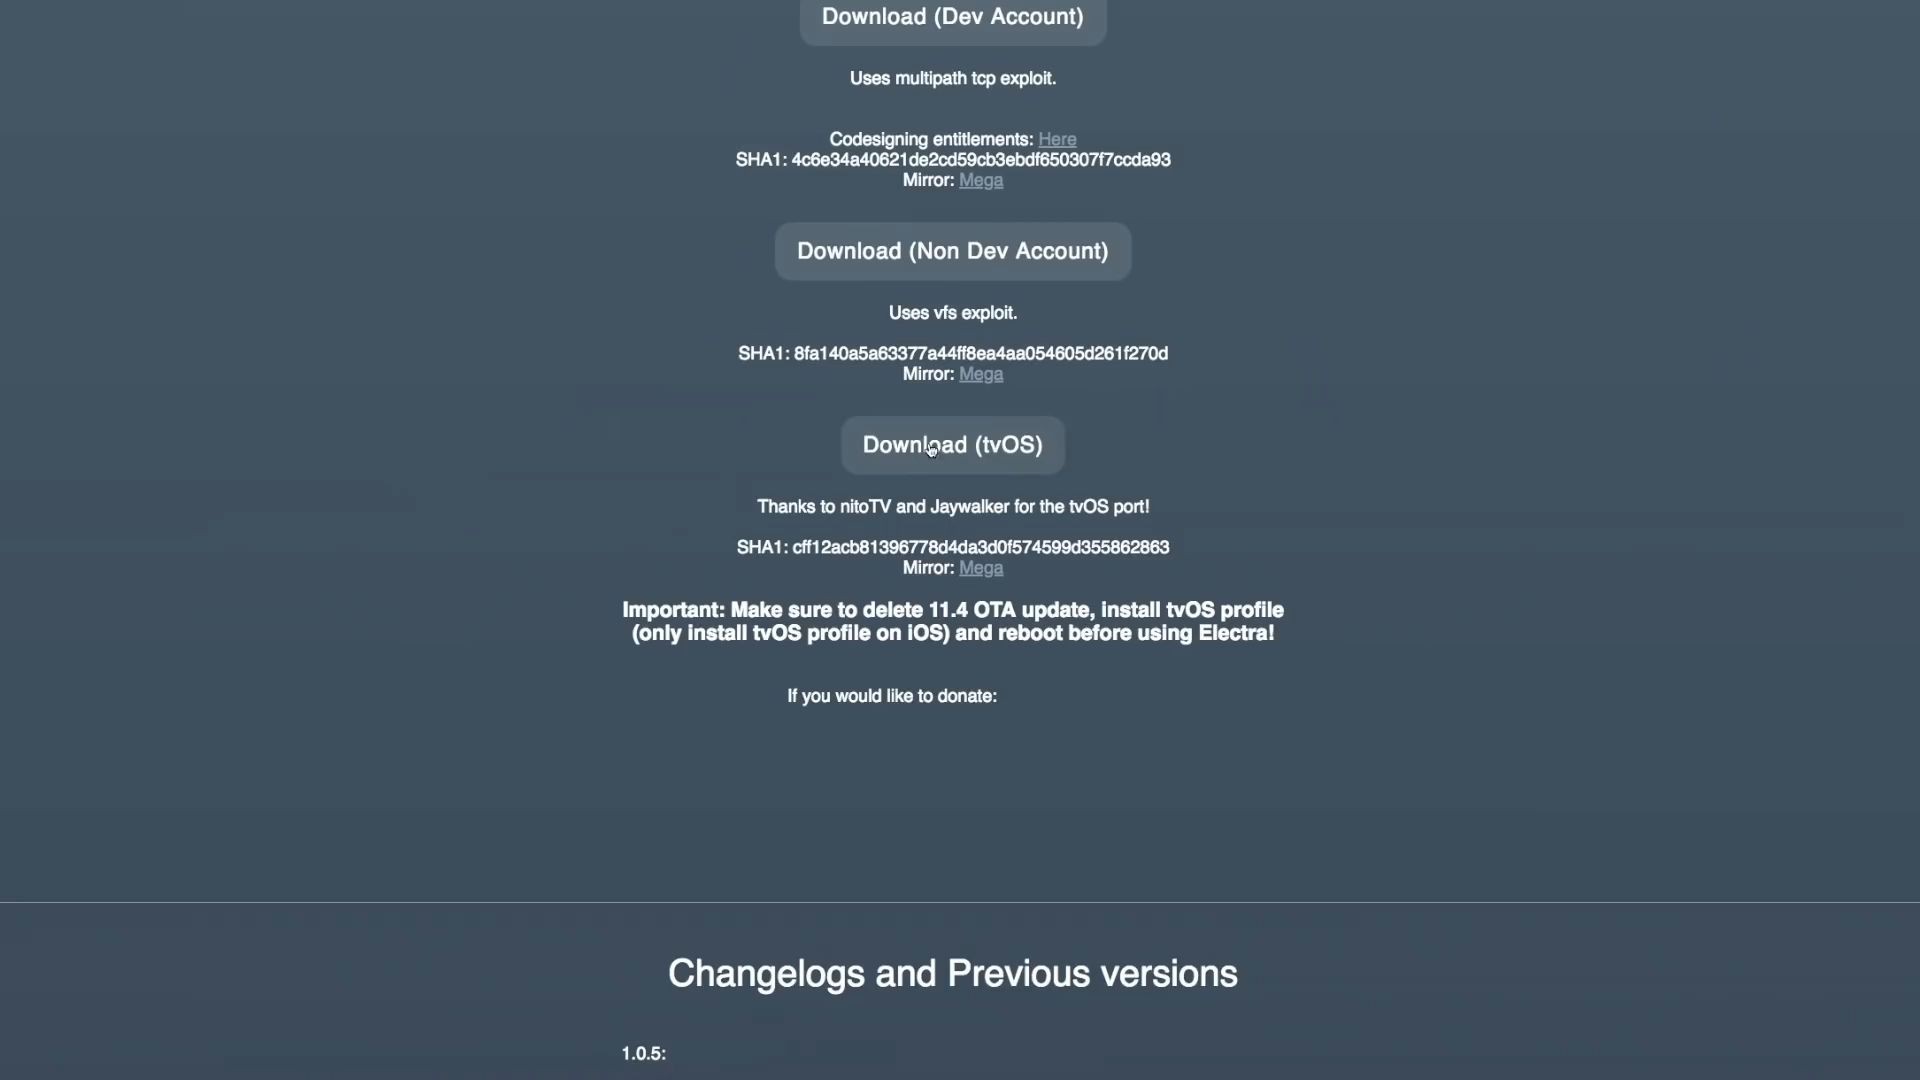 Download (Dev Account)
Uses multipath tcp exploit.
Codesigning entitlements: Here
SHA1: 4c6e34a40621de2cd59cb3ebdf650307f7ccda93
Mirror: Mega
Download (Non Dev Account)
Uses vfs exploit.
SHA1: 8fa140a5a63377a44ff8ea4aa054605d261f270d
Mirror: Mega
Download (tvOS)
Thanks to nitoTV and Jaywalker for the tvOS port!
SHA1: cff12acb81396778d4da3d0f574599d355862863
Mirror: Mega
Important: Make sure to delete 11.4 OTA update, install tvOS profile
(only install tvOS profile on iOS) and reboot before using Electra!
If you would like to donate:
Changelogs and Previous versions
1.0.5: